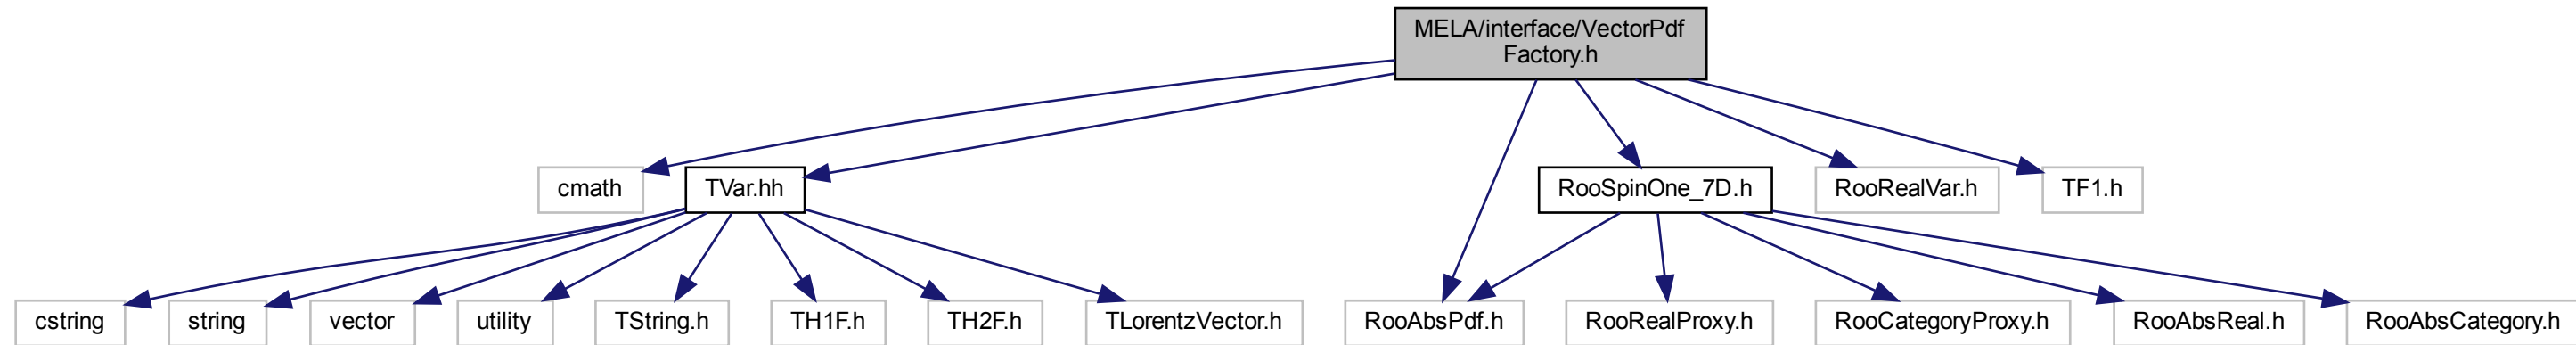 MELA/interface/VectorPdf
Factory.h
cmath
TVar.hh
RooSpinOne_7D.h
RooRealVar.h
TF1.h
cstring
string
vector
utility
TString.h
TH1F.h
TH2F.h
TLorentzVector.h
RooAbsPdf.h
RooRealProxy.h
RooCategoryProxy.h
RooAbsReal.h
RooAbsCategory.h